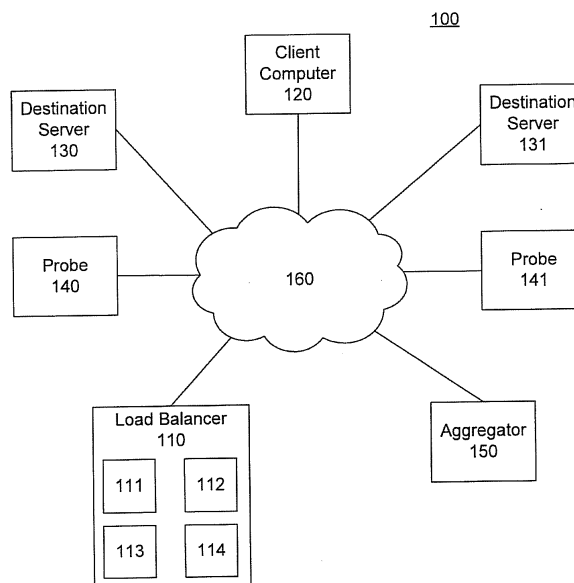 100
Client
Computer
120
Destination
Server
130
Destination
Server
131
Probe
140
160
Probe
141
Load Balancer
110
111
112
113
114
Aggregator
150